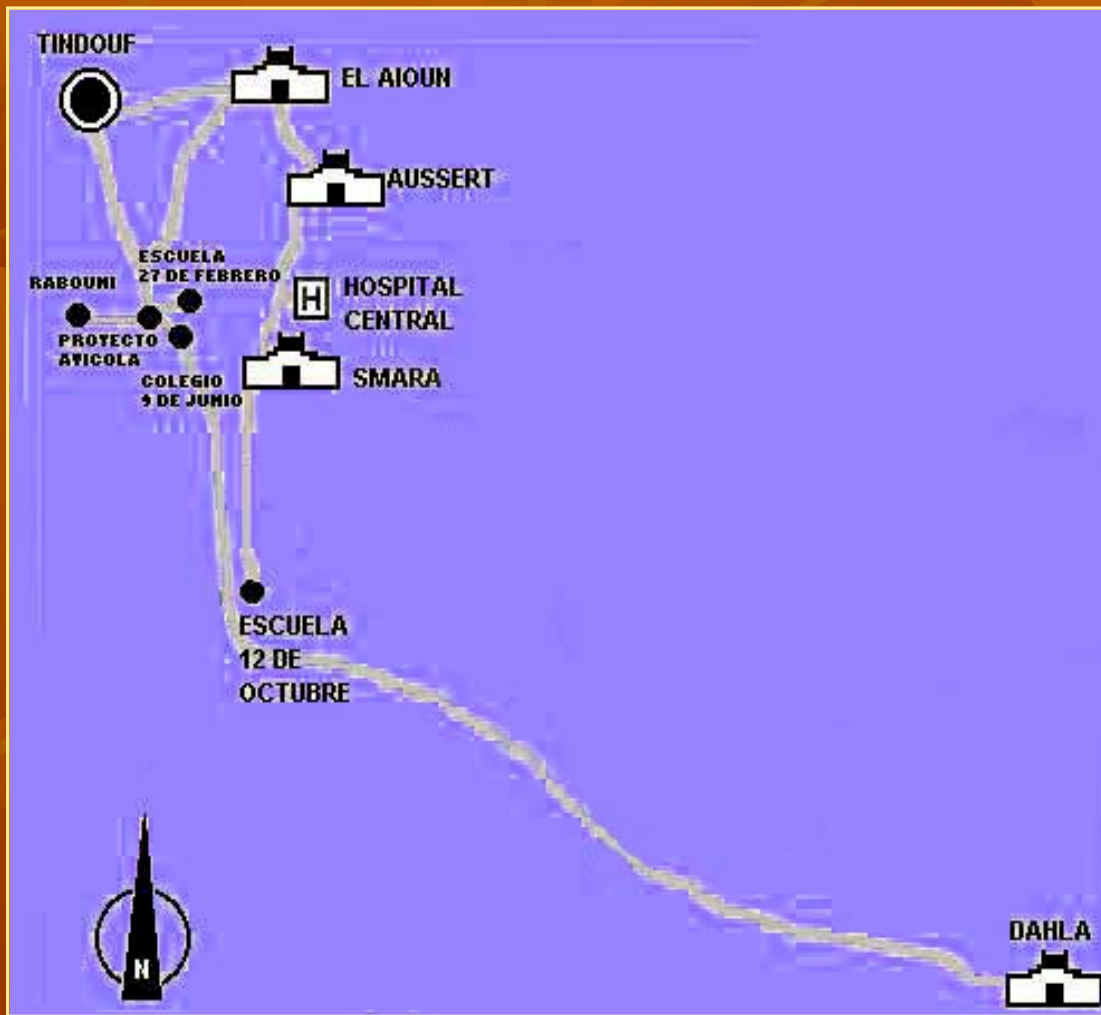 TINDOUF
EL AIOUN
AUSSERT
ESCUELA
27 DE FEBRERO
RABOUNI
H HOSPITAL
CENTRAL
PROYECTO
AVICOLA
SMARA
COLEGIO
9 DE JUNIO
ESCUELA
12 DE
OCTUBRE
DAHLA
N